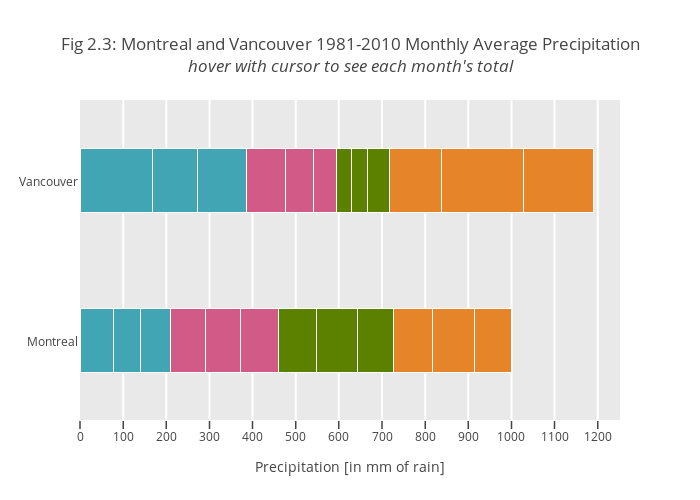 Fig 2.3: Montreal and Vancouver 1981-2010 Monthly Average Precipitation
hover with cursor to see each month's total
Vancouver
Montreal
0 100 200 300 400 500 600 700 800 900 1000 1100 1200
Precipitation [in mm of rain]